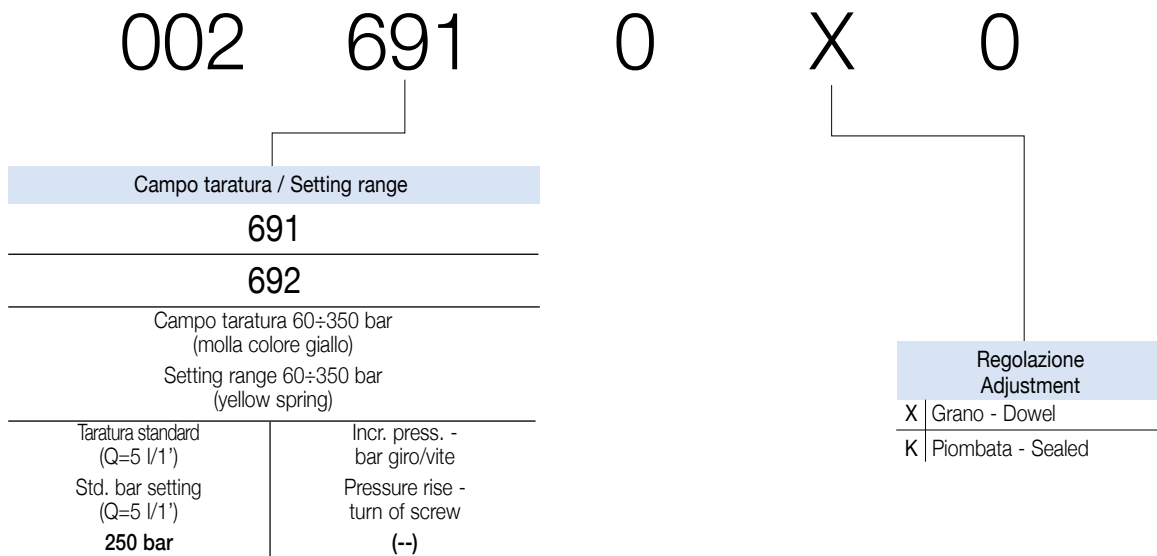 002 691 0 X 0
Campo taratura / Setting range
691
692
Campo taratura 60÷350 bar
(molla colore giallo)
Setting range 60÷350 bar
(yellow spring)
Taratura standard
(Q=5 l/1')
Std. bar setting
(Q=5 l/1')
250 bar
Incr. press. -
bar giro/vite
Pressure rise -
turn of screw
(--)
Regolazione
Adjustment
X Grano - Dowel
K Piombata - Sealed